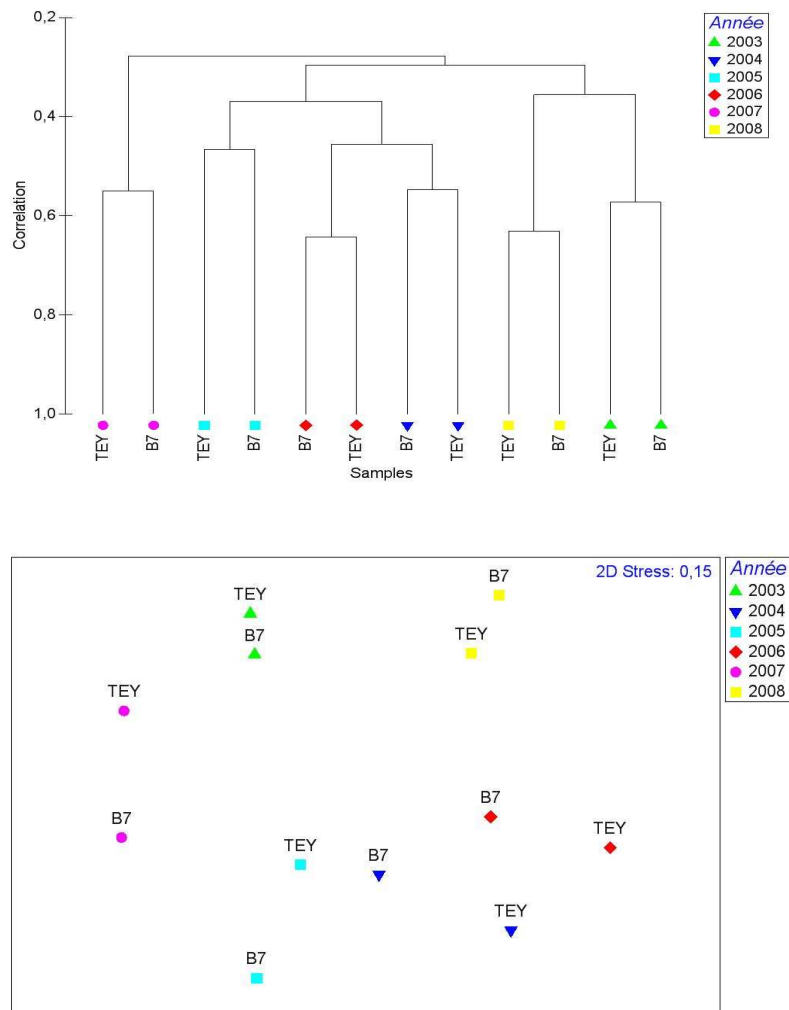 0,2
0,4
0,6
0,8
1,0
Correlation
TEY
B7
TEY
B7
B7
TEY
B7
TEY
TEY
B7
TEY
B7
Samples
Année
2003
2004
2005
2006
2007
2008
2D Stress: 0,15
B7
TEY
TEY
B7
TEY
B7
B7
TEY
TEY
B7
TEY
B7
Année
2003
2004
2005
2006
2007
2008